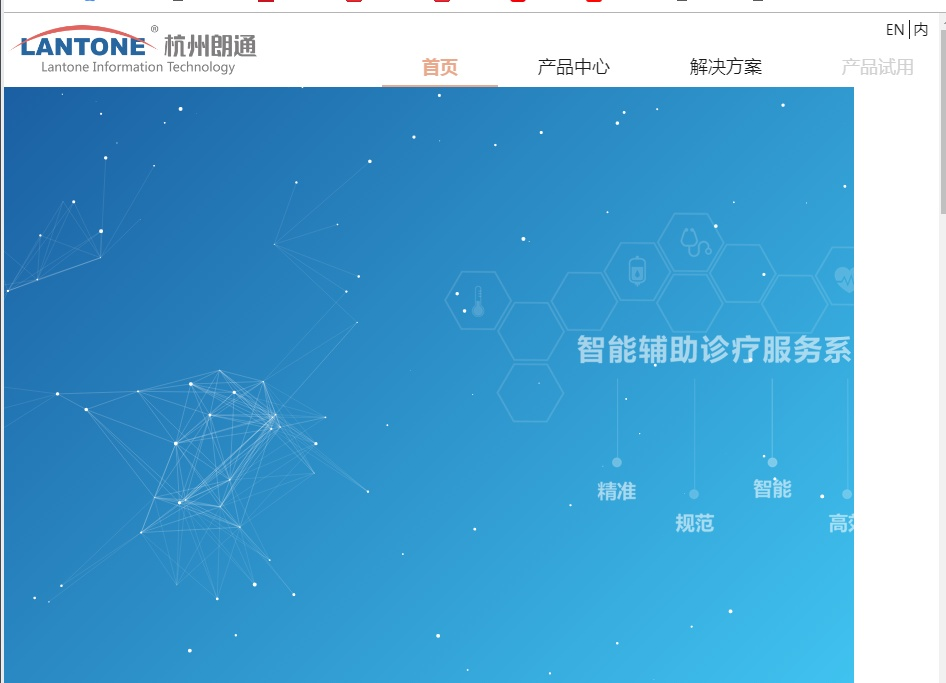 EN|内
LANTONE® 杭州朗通
Lantone Information Technology
首页 产品中心 解决方案 产品试用
智能辅助诊疗服务系
精准 智能
规范 高效